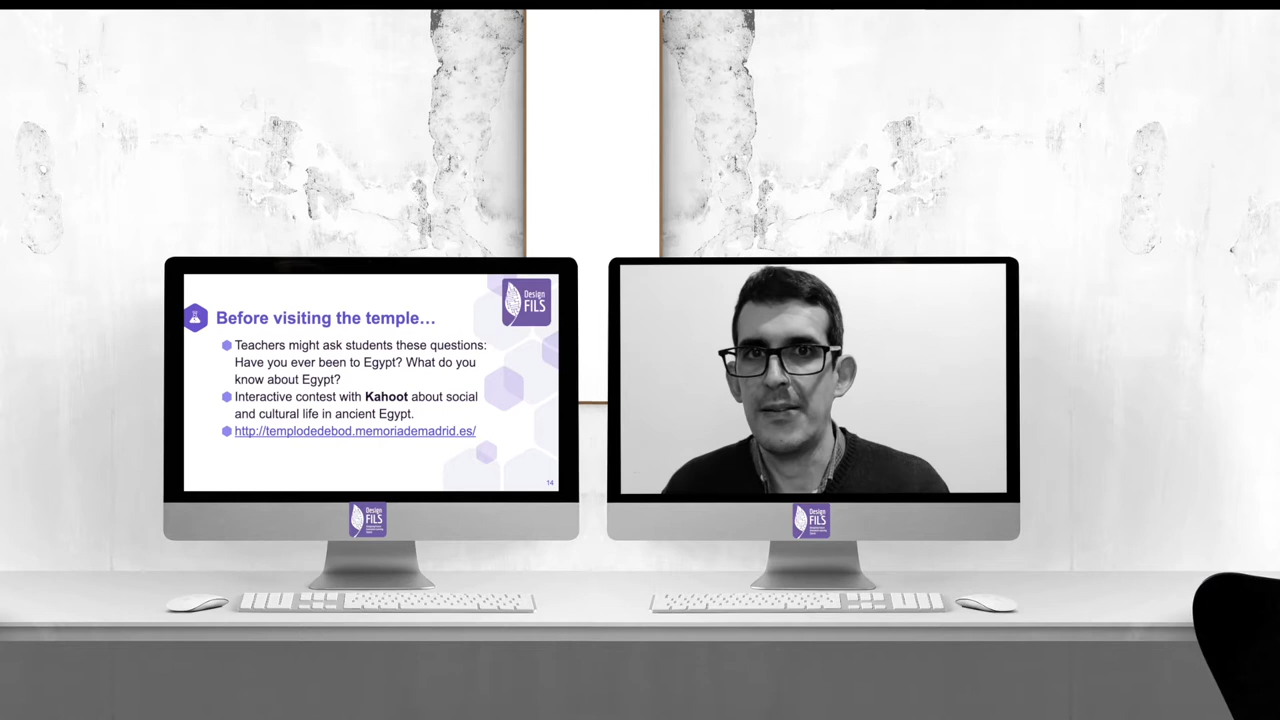 Design
FILS
Before visiting the temple…
Teachers might ask students these questions:
Have you ever been to Egypt? What do you
know about Egypt?
Interactive contest with Kahoot about social
and cultural life in ancient Egypt.
http://templodedebod.memoriademadrid.es/
14
Design
FILS
Design
FILS